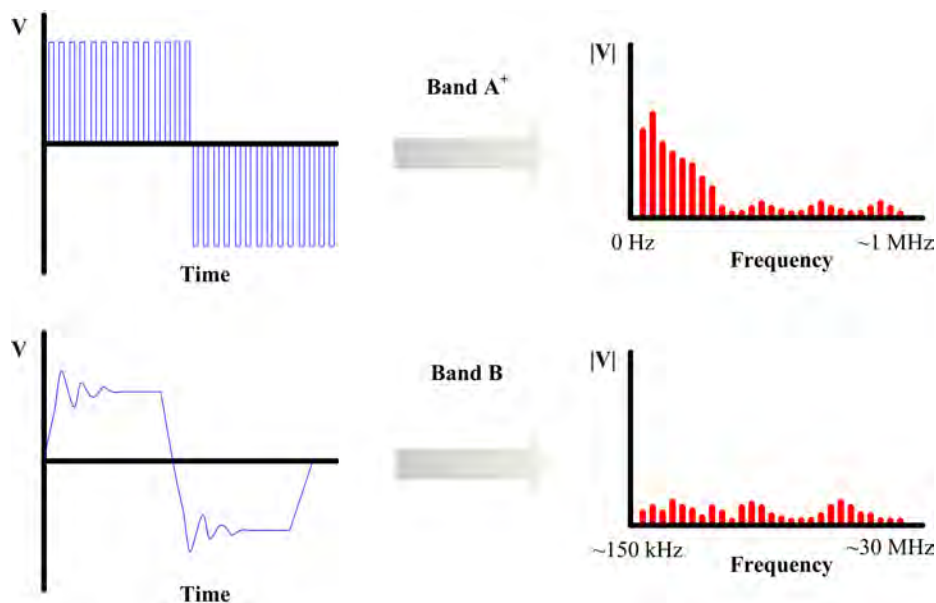 V
Time
Band A⁺
|V|
0 Hz
~1 MHz
Frequency
V
Time
Band B
|V|
~150 kHz
~30 MHz
Frequency